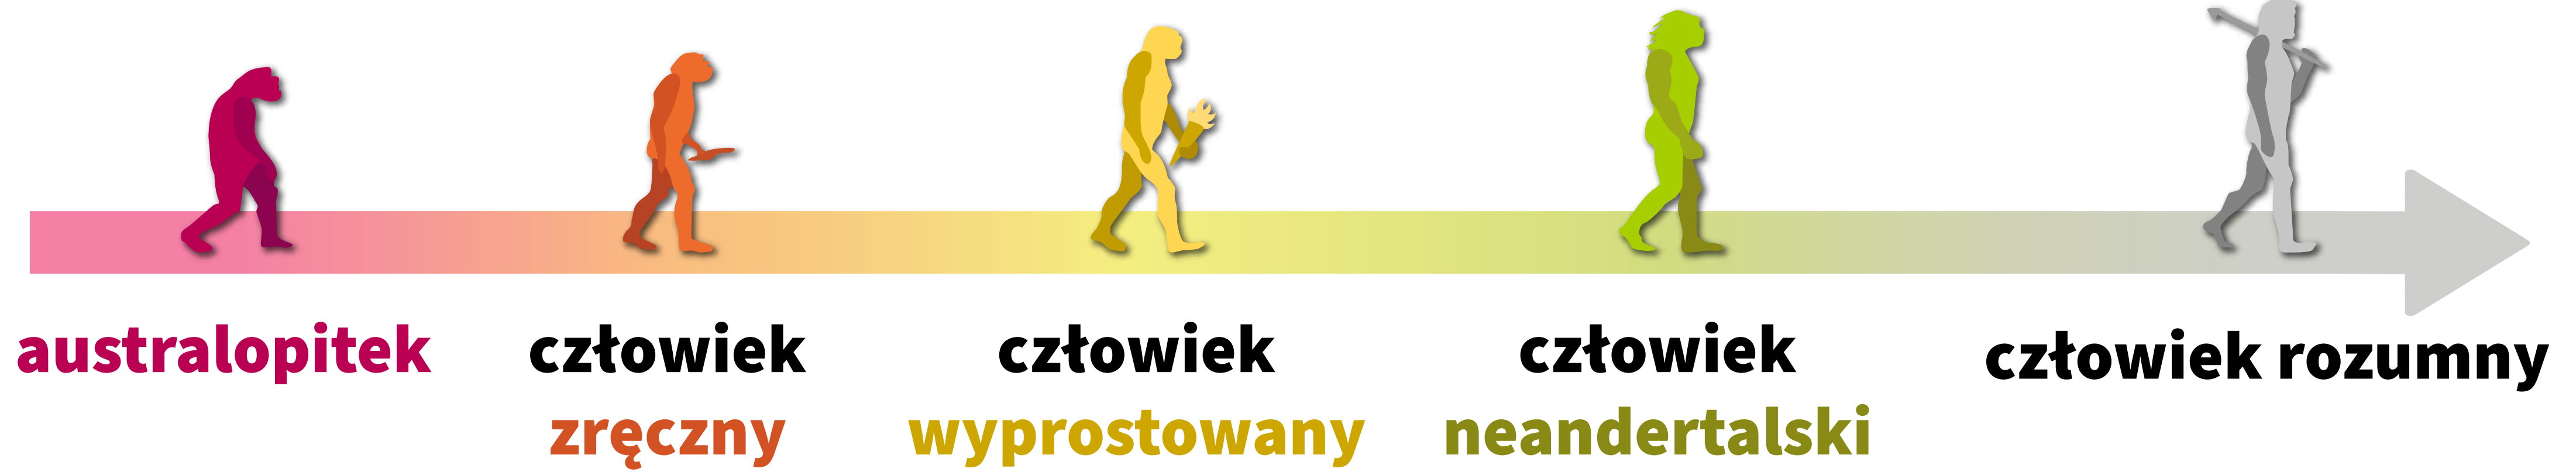 australopitek
człowiek
zręczny
człowiek
wyprostowany
człowiek
neandertalski
człowiek rozumny